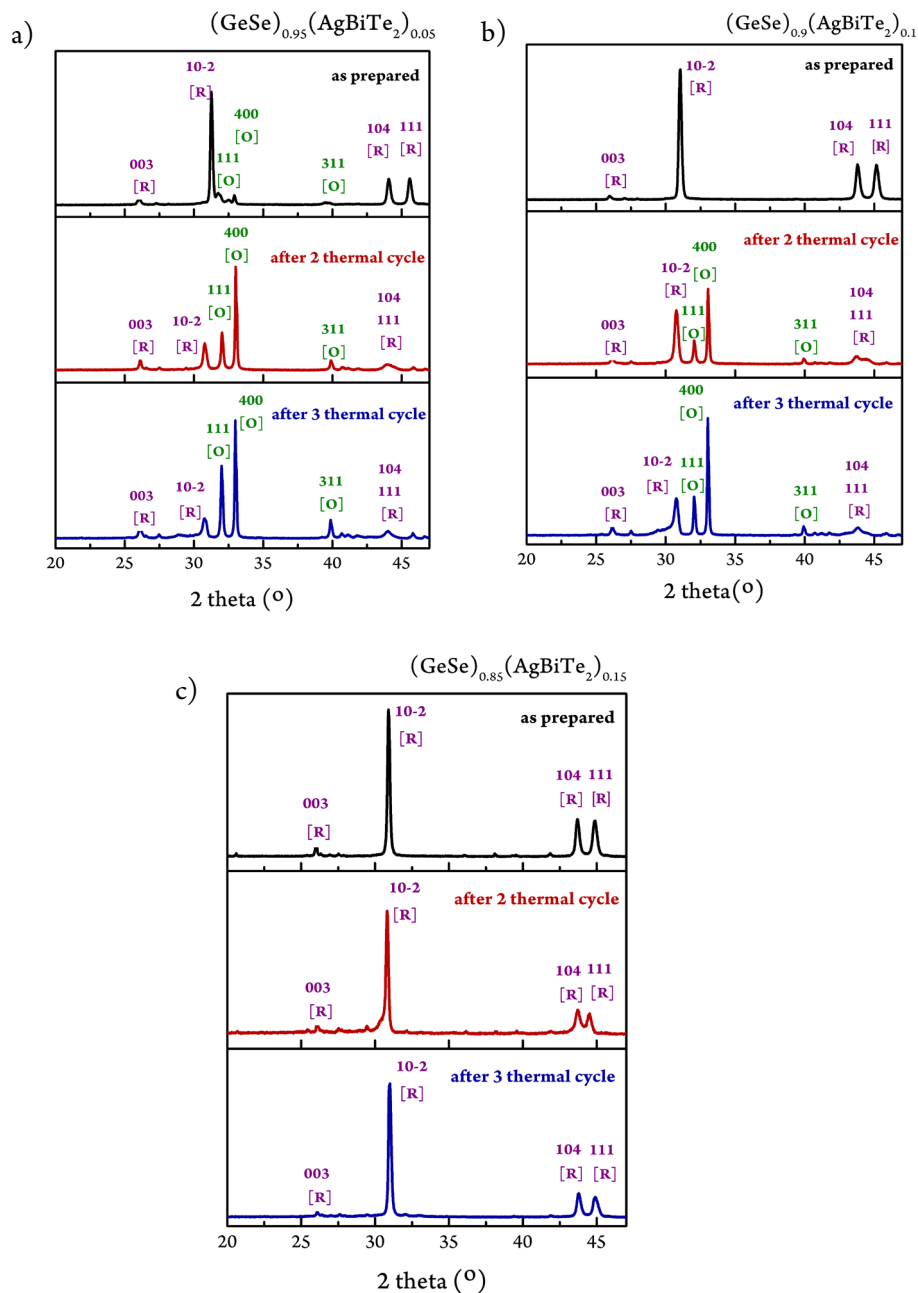 a)
(GeSe)0.95(AgBiTe2)0.05
10-2
[R]
as prepared
400
[O]
111
[O]
104
[R]
111
[R]
003
[R]
311
[O]
400
[O]
after 2 thermal cycle
111
[O]
003
[R]
10-2
[R]
311
[O]
104
111
[R]
400
[O]
after 3 thermal cycle
111
[O]
003
[R]
10-2
[R]
311
[O]
104
111
[R]
20 25 30 35 40 45
2 theta (O)
b)
(GeSe)0.9(AgBiTe2)0.1
10-2
[R]
as prepared
003
[R]
104
[R]
111
[R]
400
[O]
after 2 thermal cycle
10-2
[R]
111
[O]
003
[R]
311
[O]
104
111
[R]
400
[O]
after 3 thermal cycle
10-2
[R]
111
[O]
003
[R]
311
[O]
104
111
[R]
25 30 35 40 45
2 theta(O)
c)
(GeSe)0.85(AgBiTe2)0.15
10-2
[R]
as prepared
003
[R]
104
[R]
111
[R]
10-2
[R]
after 2 thermal cycle
003
[R]
104
[R]
111
[R]
10-2
[R]
after 3 thermal cycle
003
[R]
104
[R]
111
[R]
20 25 30 35 40 45
2 theta (O)